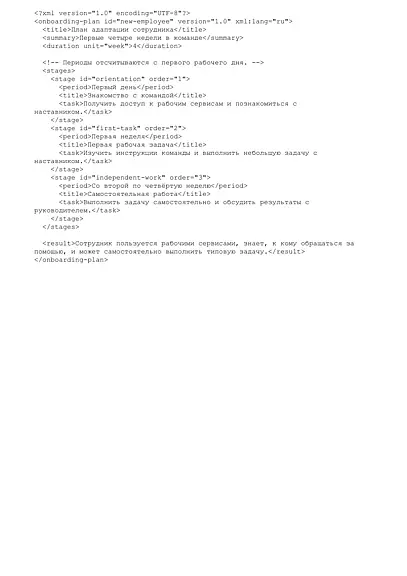 <?xml version="1.0" encoding="UTF-8"?>
<onboarding-plan id="new-employee" version="1.0" xml:lang="ru">
  <title>План адаптации сотрудника</title>
  <summary>Первые четыре недели в команде</summary>
  <duration unit="week">4</duration>

  <!-- Периоды отсчитываются с первого рабочего дня. -->
  <stages>
    <stage id="orientation" order="1">
      <period>Первый день</period>
      <title>Знакомство с командой</title>
      <task>Получить доступ к рабочим сервисам и познакомиться с
наставником.</task>
    </stage>
    <stage id="first-task" order="2">
      <period>Первая неделя</period>
      <title>Первая рабочая задача</title>
      <task>Изучить инструкции команды и выполнить небольшую задачу с
наставником.</task>
    </stage>
    <stage id="independent-work" order="3">
      <period>Со второй по четвёртую неделю</period>
      <title>Самостоятельная работа</title>
      <task>Выполнить задачу самостоятельно и обсудить результаты с
руководителем.</task>
    </stage>
  </stages>

  <result>Сотрудник пользуется рабочими сервисами, знает, к кому обращаться за
помощью, и может самостоятельно выполнить типовую задачу.</result>
</onboarding-plan>